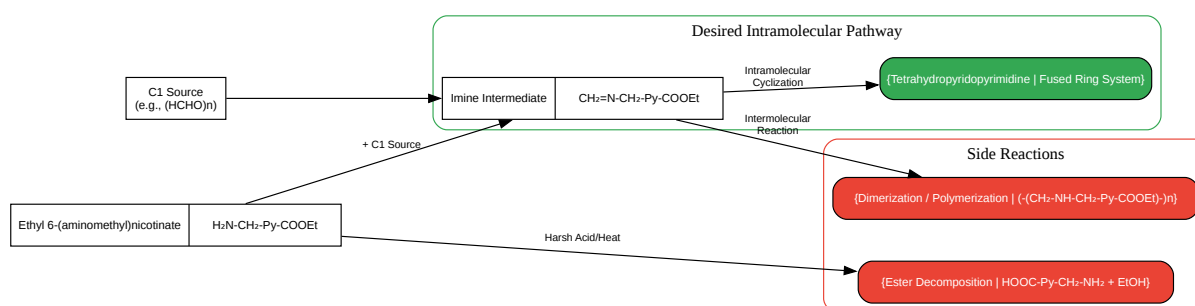 Desired Intramolecular Pathway
C1 Source
(e.g., (HCHO)n)
Imine Intermediate
CH₂=N-CH₂-Py-COOEt
Intramolecular
Cyclization
{Tetrahydropyridopyrimidine | Fused Ring System}
Intermolecular
Reaction
+ C1 Source
Side Reactions
{Dimerization / Polymerization | (-(CH₂-NH-CH₂-Py-COOEt)-)n}
Ethyl 6-(aminomethyl)nicotinate
H₂N-CH₂-Py-COOEt
Harsh Acid/Heat
{Ester Decomposition | HOOC-Py-CH₂-NH₂ + EtOH}